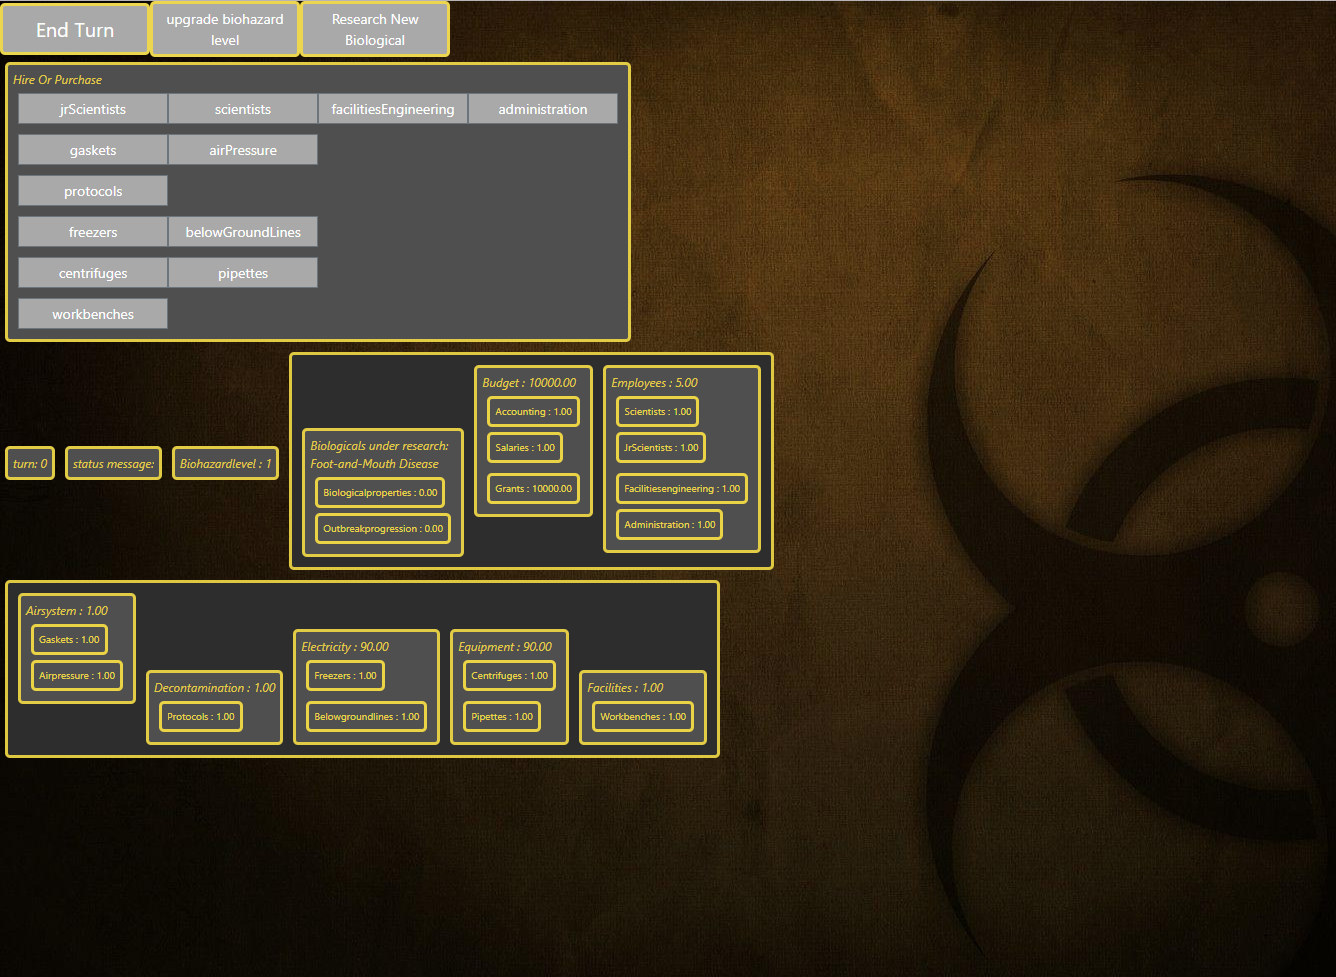 End Turn
upgrade biohazard
level
Research New
Biological
Hire Or Purchase
jrScientists
scientists
facilitiesEngineering
administration
gaskets
airPressure
protocols
freezers
belowGroundLines
centrifuges
pipettes
workbenches
turn: 0
status message:
Biohazardlevel : 1
Biologicals under research:
Foot-and-Mouth Disease
Biologicalproperties : 0.00
Outbreakprogression : 0.00
Budget : 10000.00
Accounting : 1.00
Salaries : 1.00
Grants : 10000.00
Employees : 5.00
Scientists : 1.00
JrScientists : 1.00
Facilitiesengineering : 1.00
Administration : 1.00
Airsystem : 1.00
Gaskets : 1.00
Airpressure : 1.00
Decontamination : 1.00
Protocols : 1.00
Electricity : 90.00
Freezers : 1.00
Belowgroundlines : 1.00
Equipment : 90.00
Centrifuges : 1.00
Pipettes : 1.00
Facilities : 1.00
Workbenches : 1.00